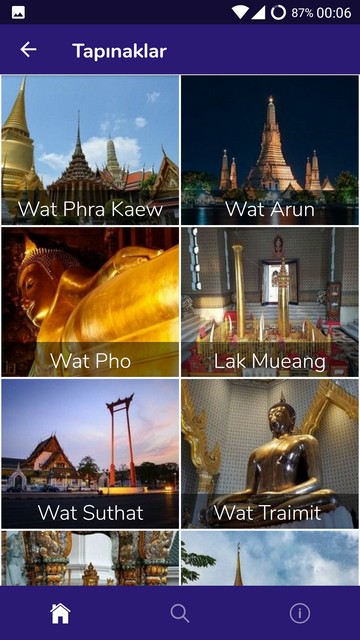 87% 00:06
Tapınaklar
Wat Phra Kaew
Wat Arun
Wat Pho
Lak Mueang
Wat Suthat
Wat Traimit